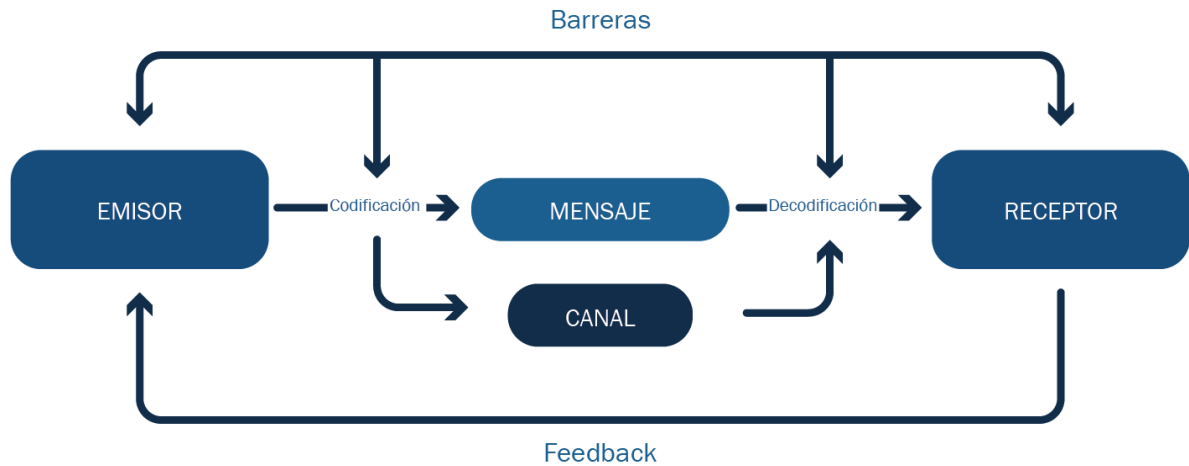 Barreras
EMISOR
Codificación
MENSAJE
Decodificación
RECEPTOR
CANAL
Feedback